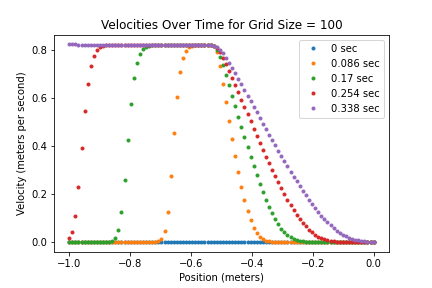 Velocities Over Time for Grid Size = 100
0 sec
0.086 sec
0.17 sec
0.254 sec
0.338 sec
Velocity (meters per second)
0.8
0.6
0.4
0.2
0.0
−1.0 −0.8 −0.6 −0.4 −0.2 0.0
Position (meters)